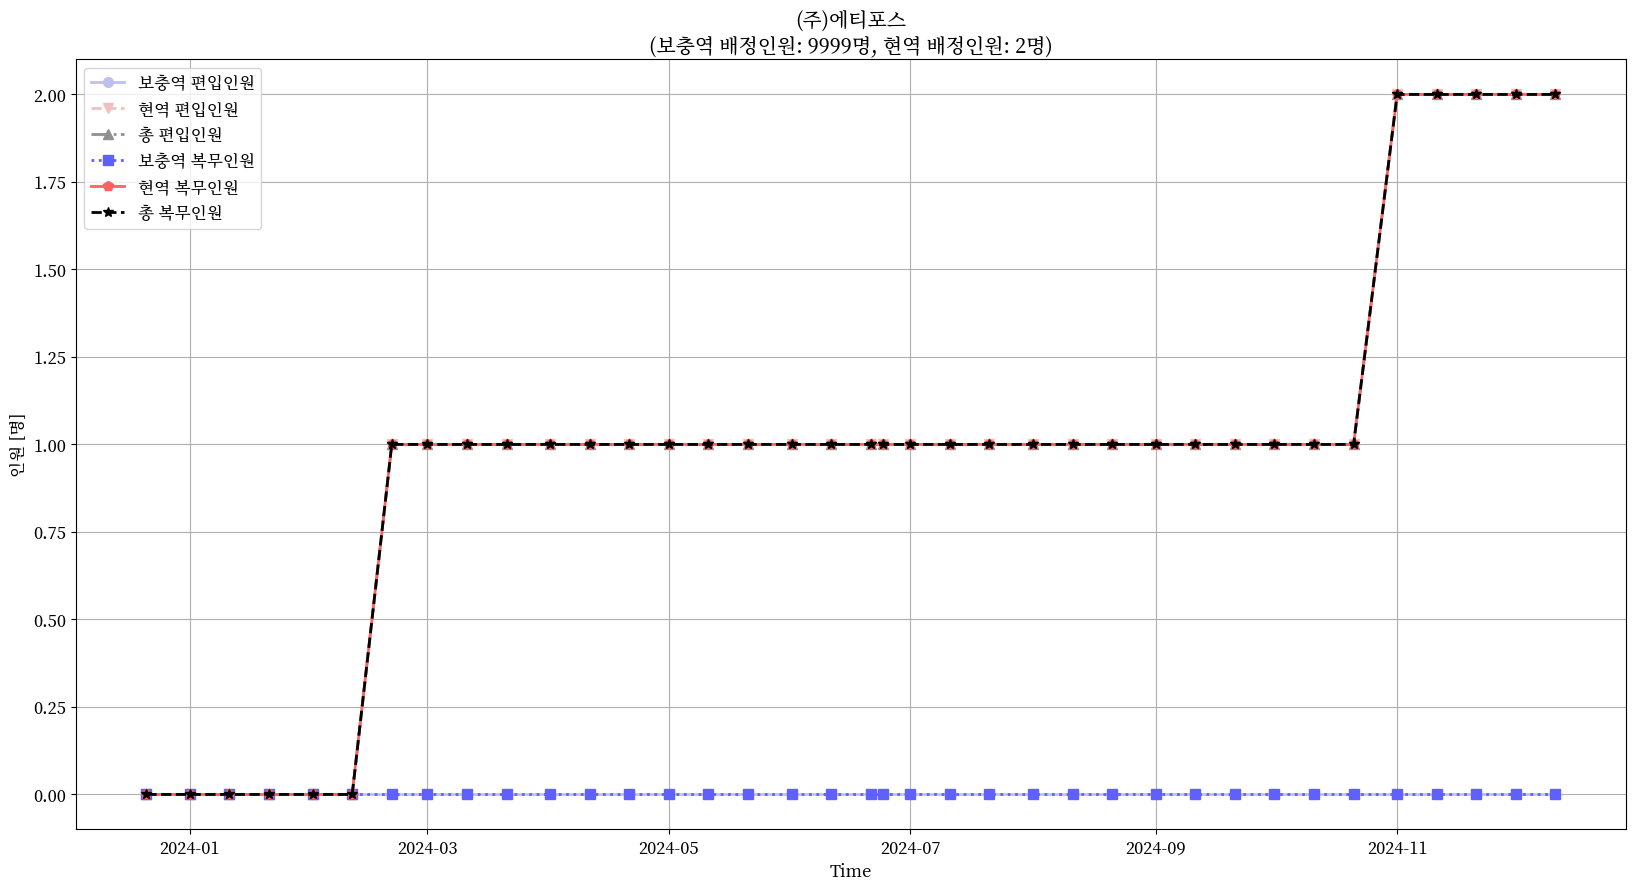 (주)에티포스
(보충역 배정인원: 9999명, 현역 배정인원: 2명)
보충역 편입인원
현역 편입인원
총 편입인원
보충역 복무인원
현역 복무인원
총 복무인원
2.00
1.75
1.50
1.25
1.00
0.75
0.50
0.25
0.00
인원 [명]
2024-01
2024-03
2024-05
2024-07
2024-09
2024-11
Time